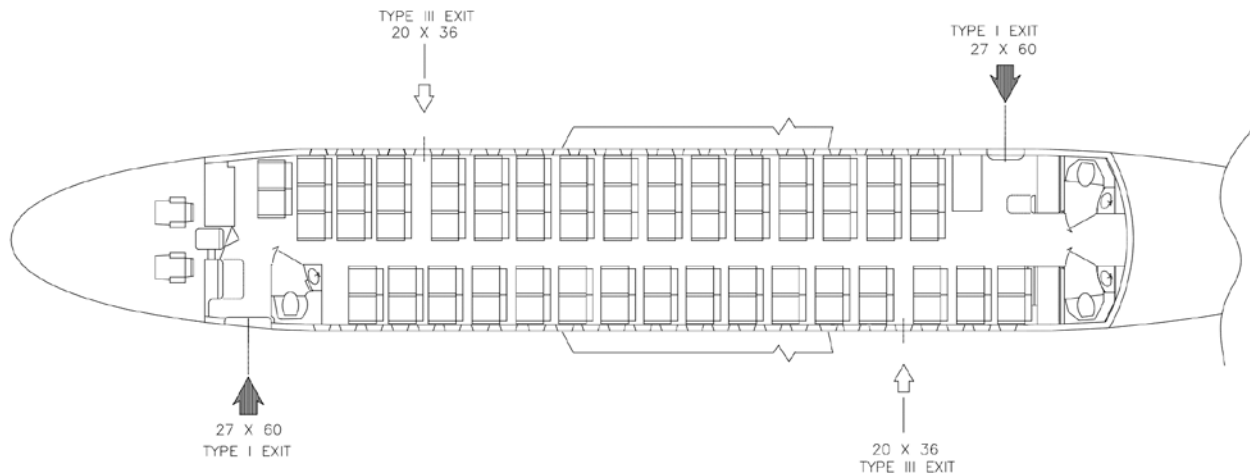 TYPE III EXIT
20 X 36
TYPE I EXIT
27 X 60
27 X 60
TYPE I EXIT
20 X 36
TYPE III EXIT